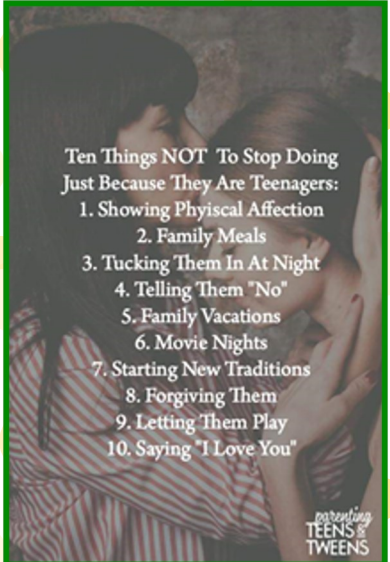 Ten Things NOT To Stop Doing
Just Because They Are Teenagers:
1. Showing Phyiscal Affection
2. Family Meals
3. Tucking Them In At Night
4. Telling Them "No"
5. Family Vacations
6. Movie Nights
7. Starting New Traditions
8. Forgiving Them
9. Letting Them Play
10. Saying "I Love You"
parenting
TEENS &
TWEENS